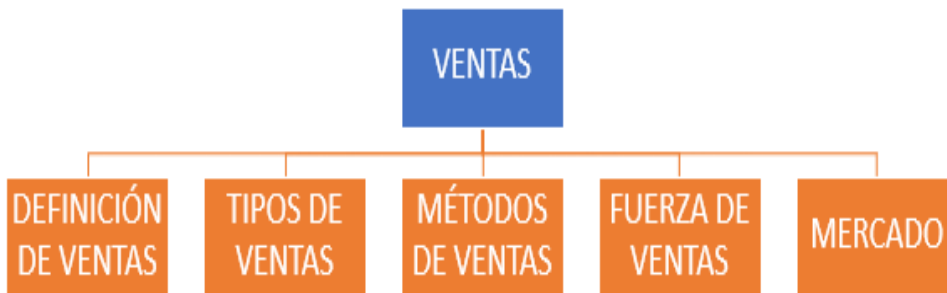 VENTAS
DEFINICIÓN
DE VENTAS
TIPOS DE
VENTAS
MÉTODOS
DE VENTAS
FUERZA DE
VENTAS
MERCADO